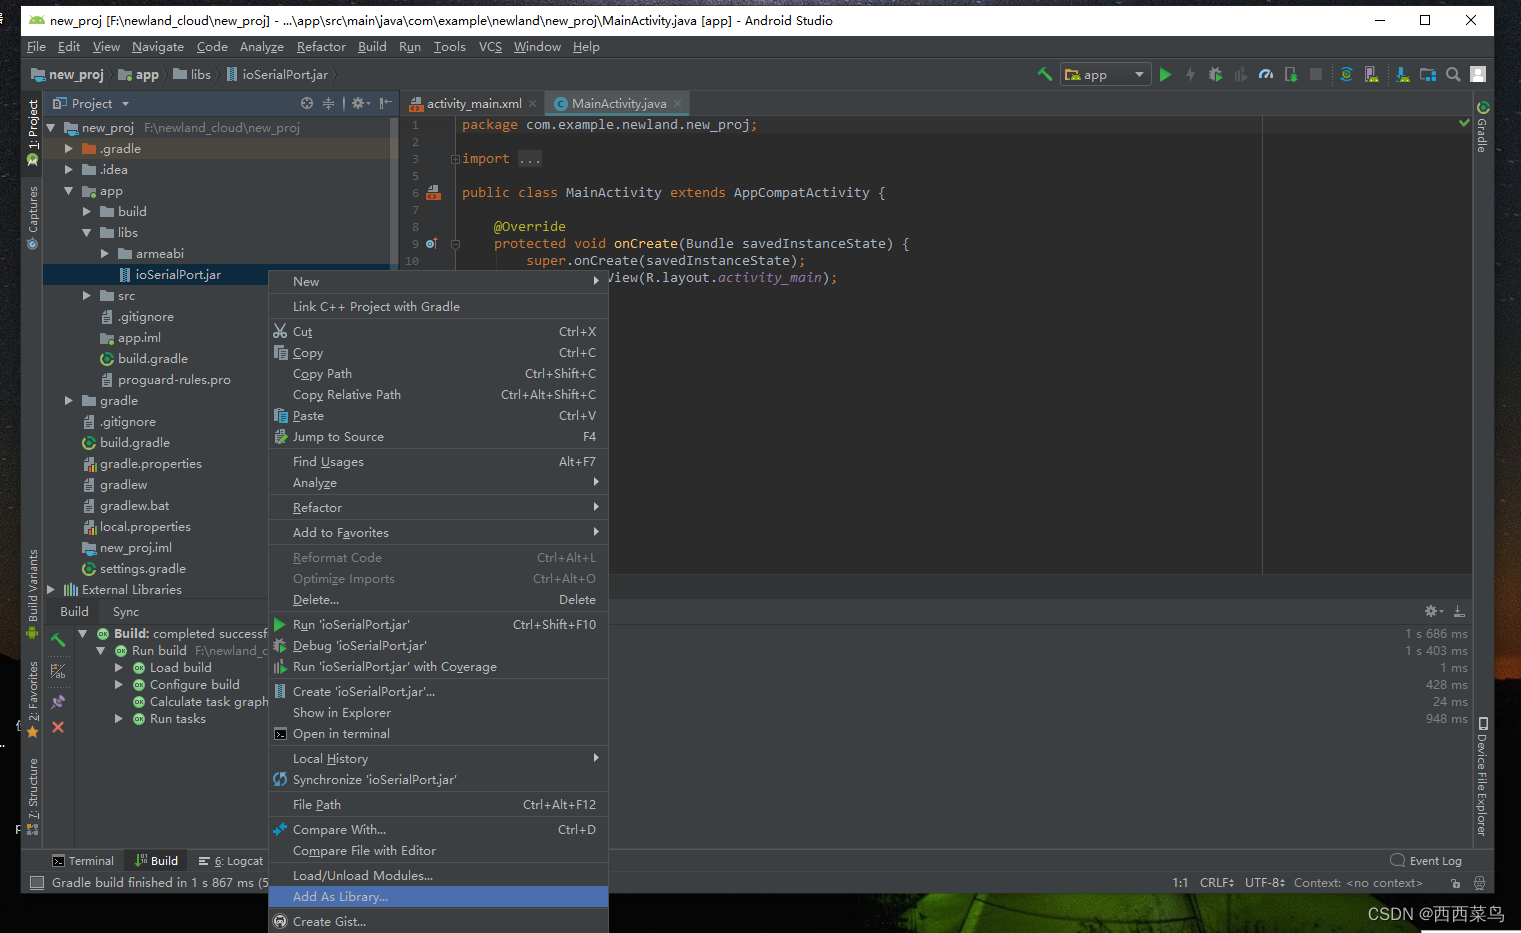 new_proj [F:\newland_cloud\new_proj] - ...\app\src\main\java\com\example\newland\new_proj\MainActivity.java [app] - Android Studio
File Edit View Navigate Code Analyze Refactor Build Run Tools VCS Window Help
new_proj app libs ioSerialPort.jar
app
Project
activity_main.xml
MainActivity.java
1: Project
Captures
Build Variants
2: Favorites
7: Structure
new_proj F:\newland_cloud\new_proj
.gradle
.idea
app
build
libs
armeabi
ioSerialPort.jar
src
.gitignore
app.iml
build.gradle
proguard-rules.pro
gradle
.gitignore
build.gradle
gradle.properties
gradlew
gradlew.bat
local.properties
new_proj.iml
settings.gradle
External Libraries
1 package com.example.newland.new_proj;
2
3 import ...
5
6 public class MainActivity extends AppCompatActivity {
7
8 @Override
9 protected void onCreate(Bundle savedInstanceState) {
10 super.onCreate(savedInstanceState);
View(R.layout.activity_main);
Gradle
Device File Explorer
New
Link C++ Project with Gradle
Cut Ctrl+X
Copy Ctrl+C
Copy Path Ctrl+Shift+C
Copy Relative Path Ctrl+Alt+Shift+C
Paste Ctrl+V
Jump to Source F4
Find Usages Alt+F7
Analyze
Refactor
Add to Favorites
Reformat Code Ctrl+Alt+L
Optimize Imports Ctrl+Alt+O
Delete... Delete
Run 'ioSerialPort.jar' Ctrl+Shift+F10
Debug 'ioSerialPort.jar'
Run 'ioSerialPort.jar' with Coverage
Create 'ioSerialPort.jar'...
Show in Explorer
Open in terminal
Local History
Synchronize 'ioSerialPort.jar'
File Path Ctrl+Alt+F12
Compare With... Ctrl+D
Compare File with Editor
Load/Unload Modules...
Add As Library...
Create Gist...
Build Sync
Build: completed successf 1 s 686 ms
Run build F:\newland_c 1 s 403 ms
Load build 1 ms
Configure build 428 ms
Calculate task graph 24 ms
Run tasks 948 ms
Terminal Build 6: Logcat Event Log
Gradle build finished in 1 s 867 ms (5 1:1 CRLF UTF-8 Context: <no context>
CSDN @西西菜鸟